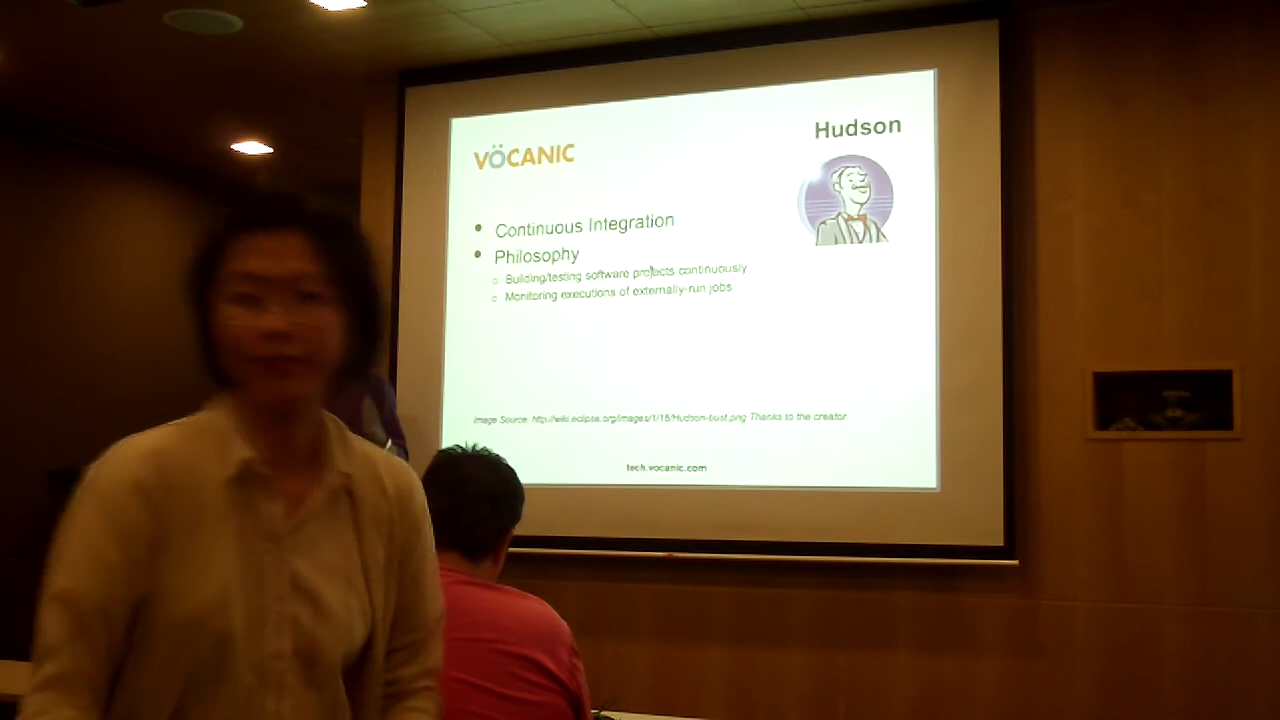 Hudson
VÖCANIC
• Continuous Integration
• Philosophy
o Building/testing software projects continuously
o Monitoring executions of externally-run jobs
Image Source: http://wiki.eclipse.org/images/1/18/Hudson-bust.png Thanks to the creator
tech.vocanic.com